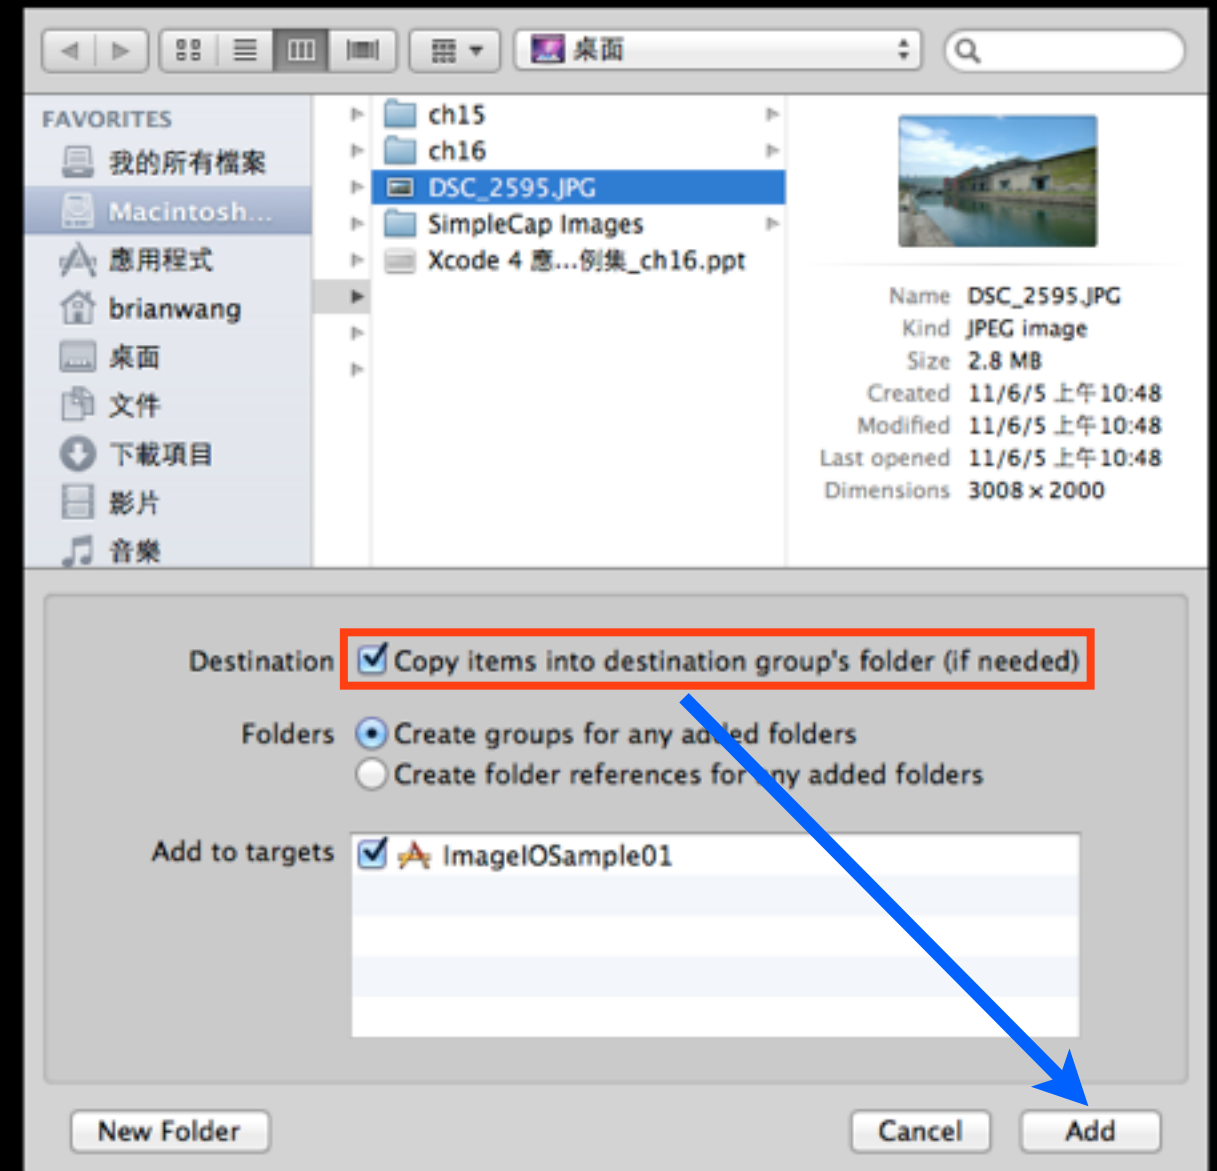 桌面
FAVORITES
我的所有檔案
Macintosh...
應用程式
brianwang
桌面
文件
下載項目
影片
音樂
ch15
ch16
DSC_2595.JPG
SimpleCap Images
Xcode 4 應...例集_ch16.ppt
Name DSC_2595.JPG
Kind JPEG image
Size 2.8 MB
Created 11/6/5 上午10:48
Modified 11/6/5 上午10:48
Last opened 11/6/5 上午10:48
Dimensions 3008 × 2000
Destination Copy items into destination group's folder (if needed)
Folders Create groups for any added folders
Create folder references for any added folders
Add to targets ImageIOSample01
New Folder Cancel Add